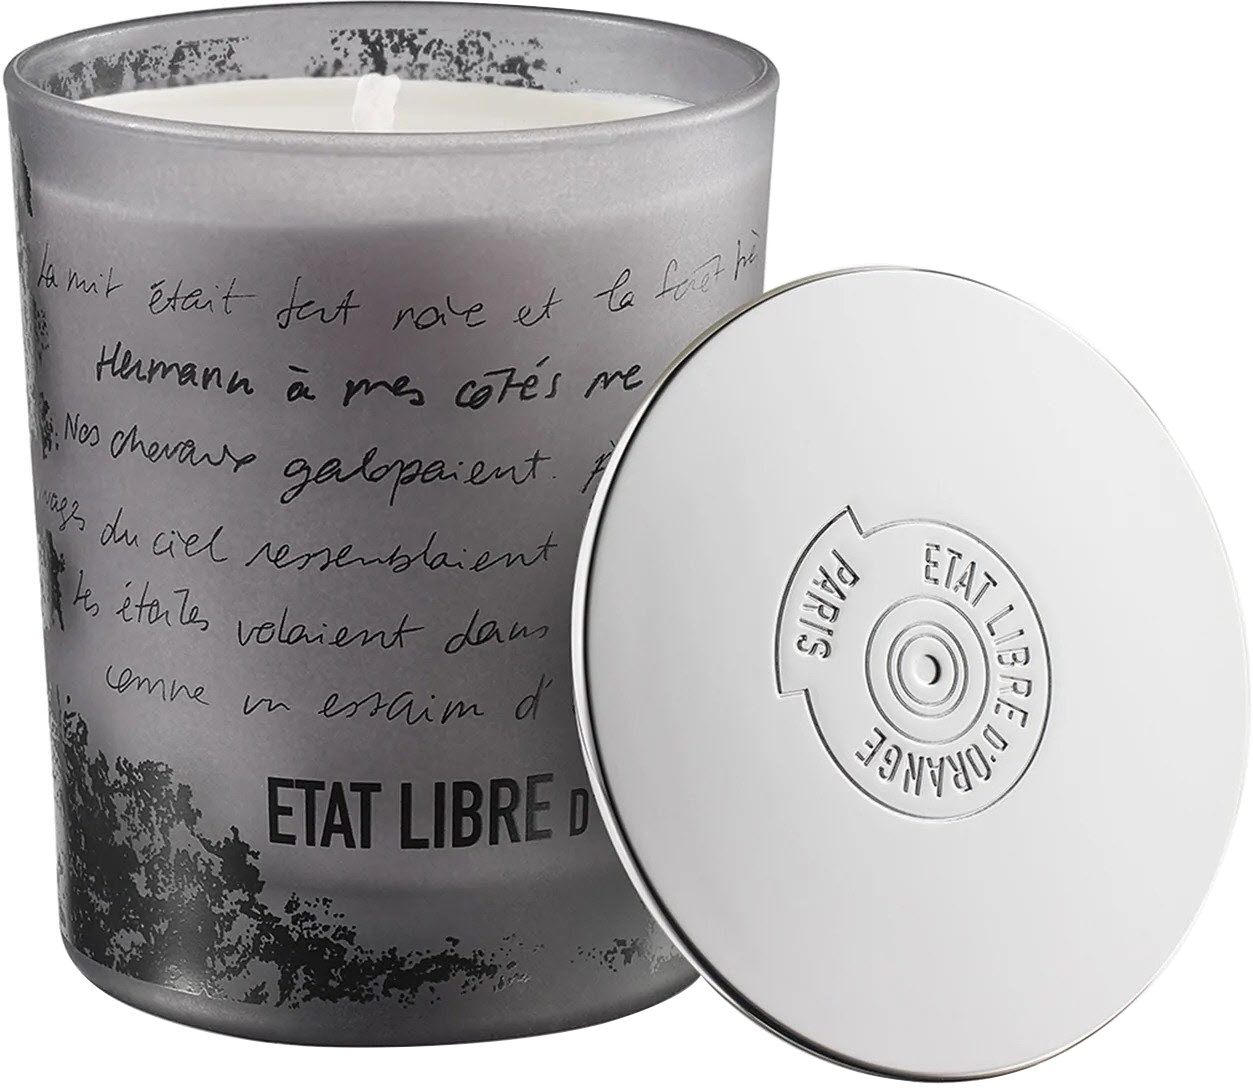 La nuit était tout noire et la forêt
Hermann à mes côtés me
Nos chevaux galopaient.
du ciel ressemblaient
Les étoiles volaient dans
comme un essaim d'
ETAT LIBRE D
PARIS
ETAT LIBRE D'ORANGE